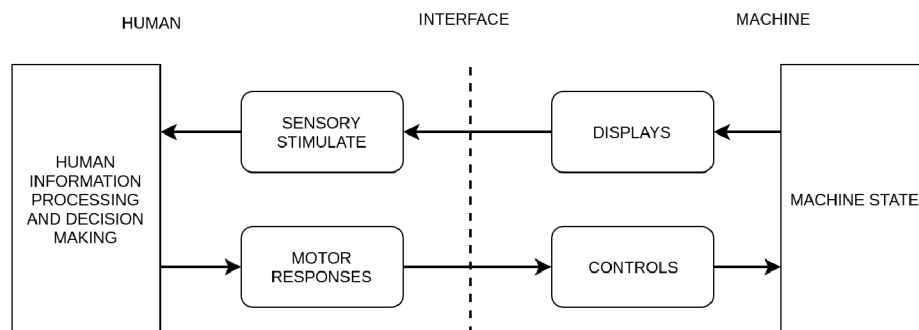 HUMAN
INTERFACE
MACHINE
SENSORY
STIMULATE
DISPLAYS
HUMAN
INFORMATION
PROCESSING
AND DECISION
MAKING
MACHINE STATE
MOTOR
RESPONSES
CONTROLS